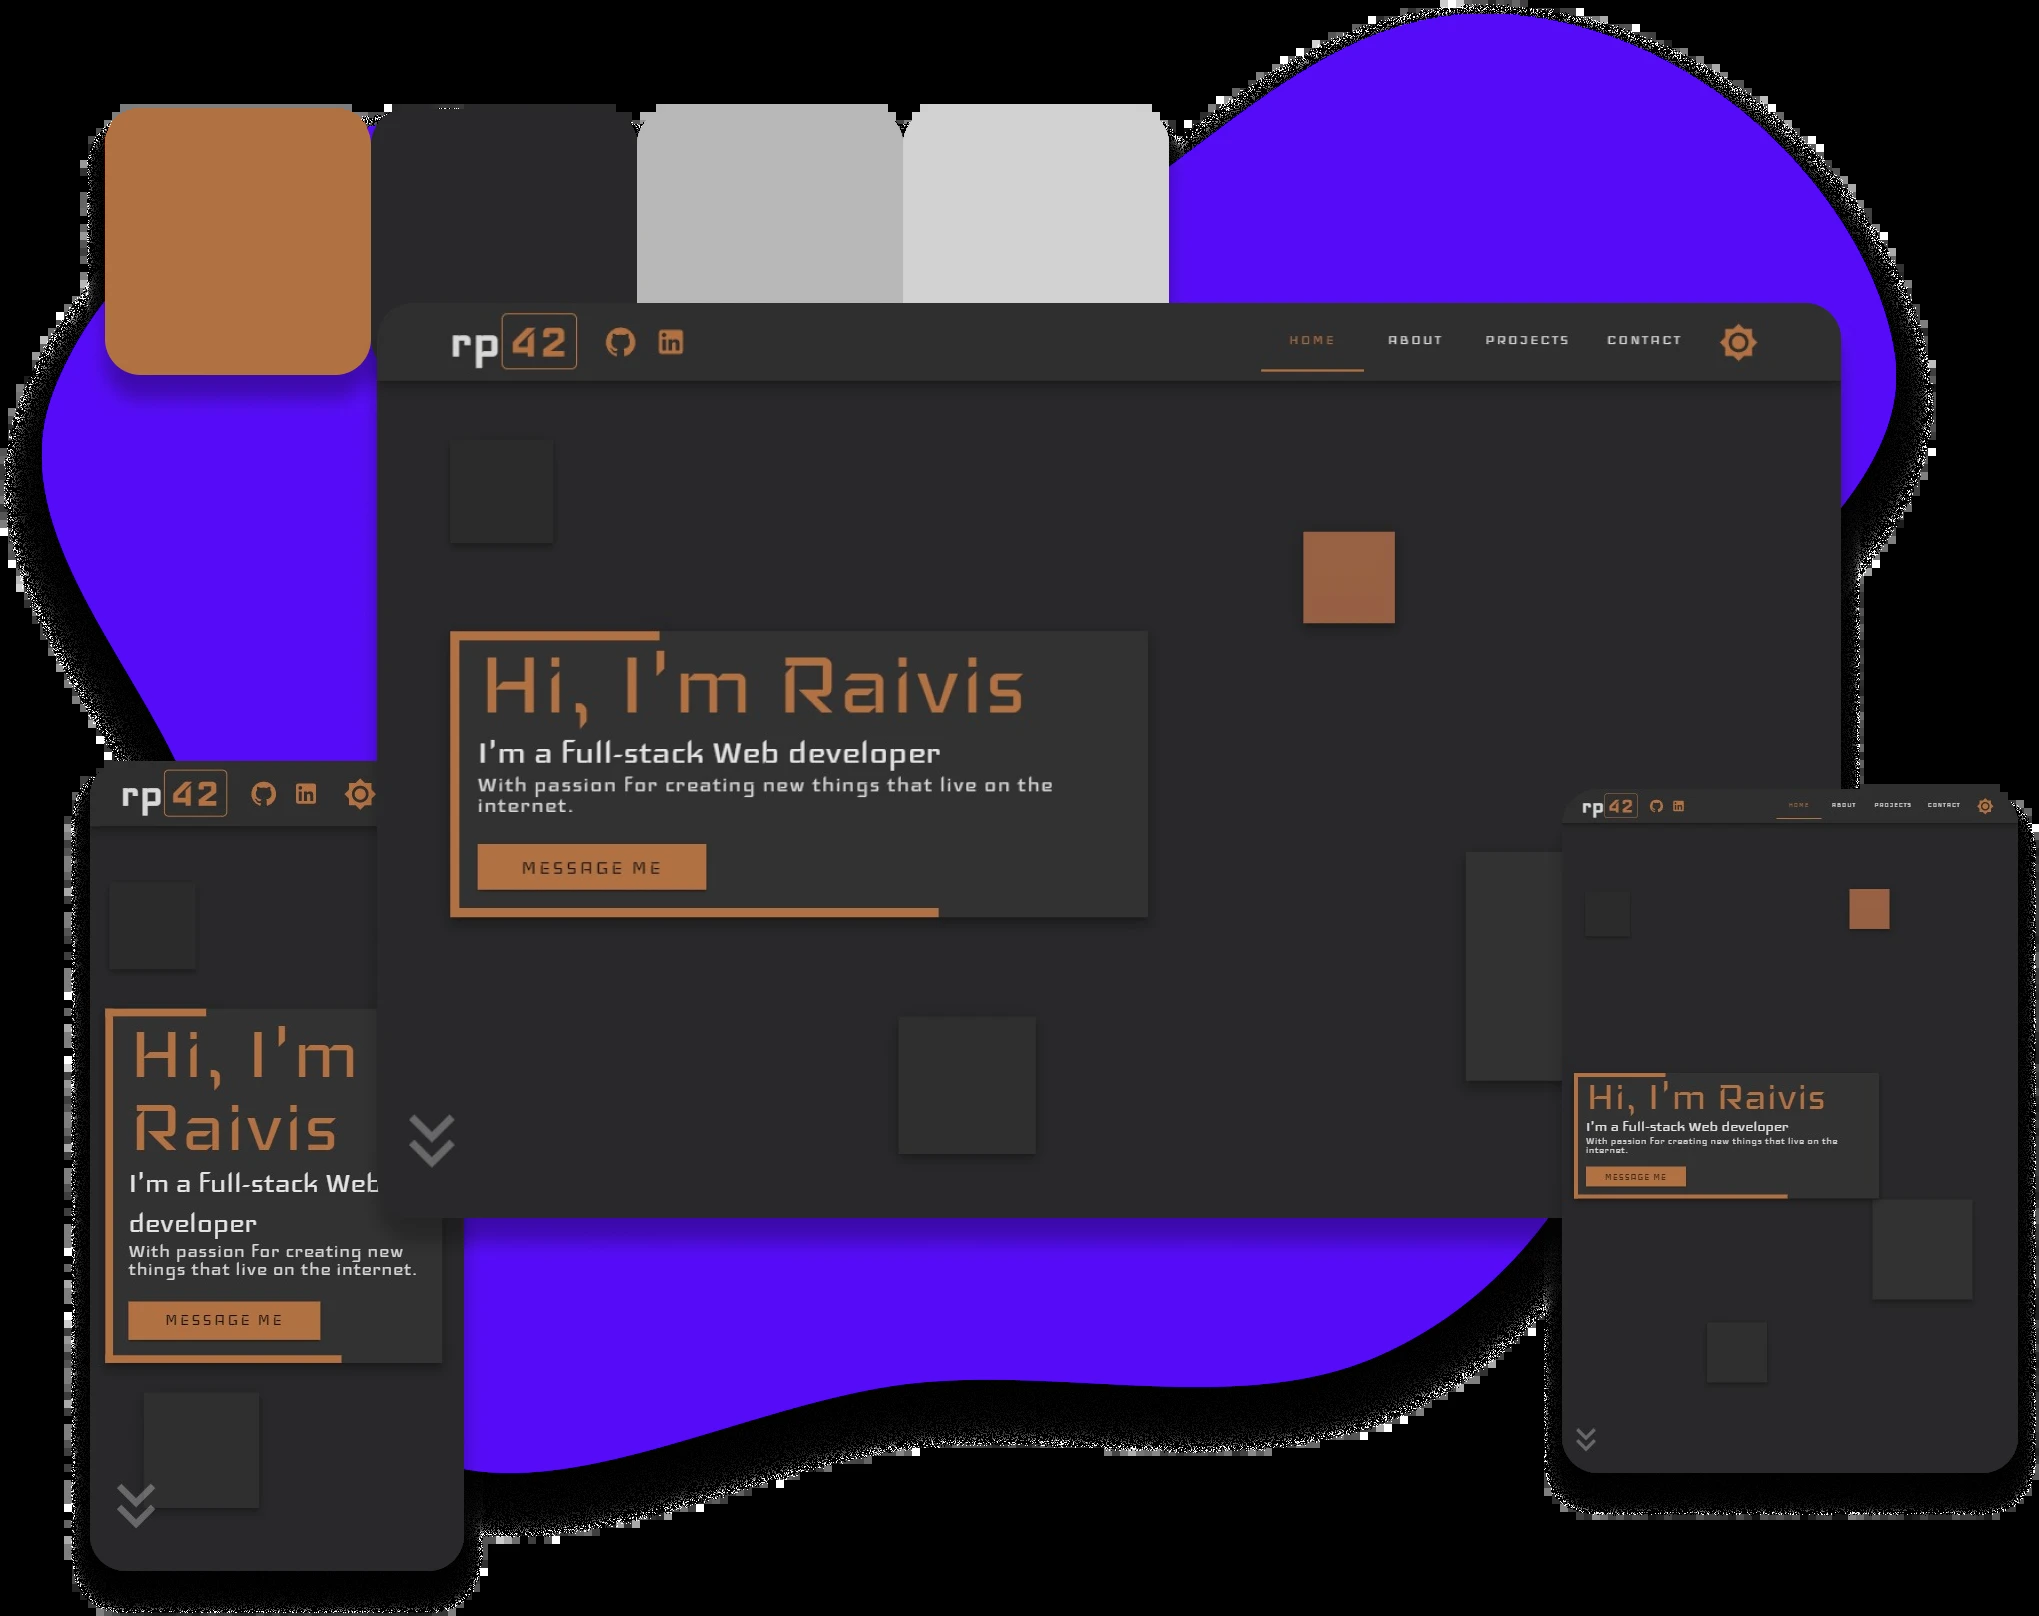 rp 42
HOME ABOUT PROJECTS CONTACT
Hi, I'm Raivis
I'm a Full-stack Web developer
With passion For creating new things that live on the
internet.
MESSAGE ME
rp 42
Hi, I'm
Raivis
I'm a Full-stack Web
developer
With passion For creating new
things that live on the internet.
MESSAGE ME
rp 42
HOME ABOUT PROJECTS CONTACT
Hi, I'm Raivis
I'm a Full-stack Web developer
With passion For creating new things that live on the
internet.
MESSAGE ME